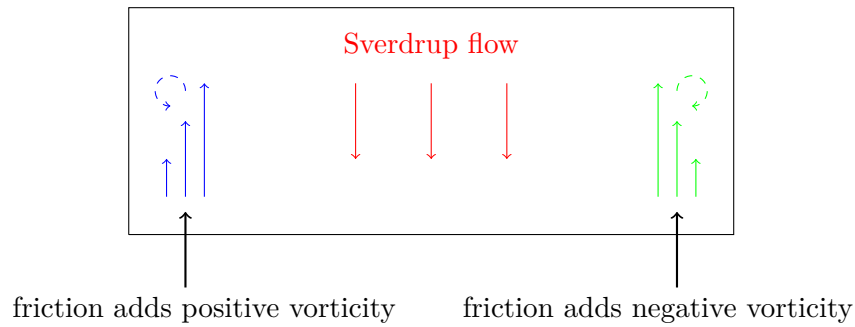 Sverdrup flow
friction adds positive vorticity
friction adds negative vorticity